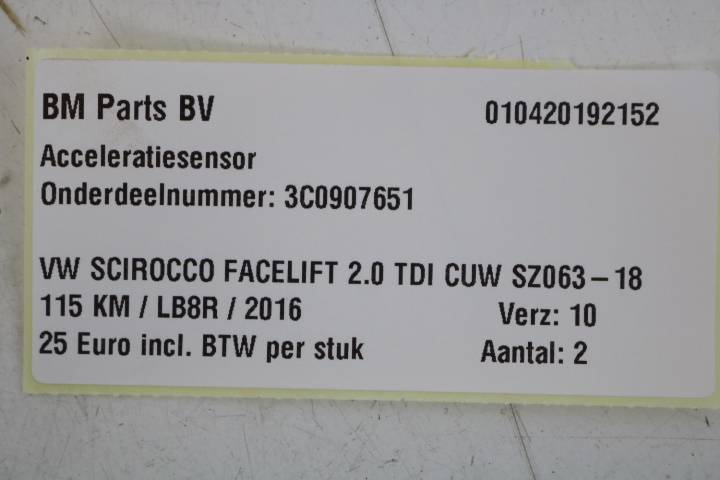 BM Parts BV 010420192152
Acceleratiesensor
Onderdeelnummer: 3C0907651
VW SCIROCCO FACELIFT 2.0 TDI CUW SZ063-18
115 KM / LB8R / 2016 Verz: 10
25 Euro incl. BTW per stuk Aantal: 2